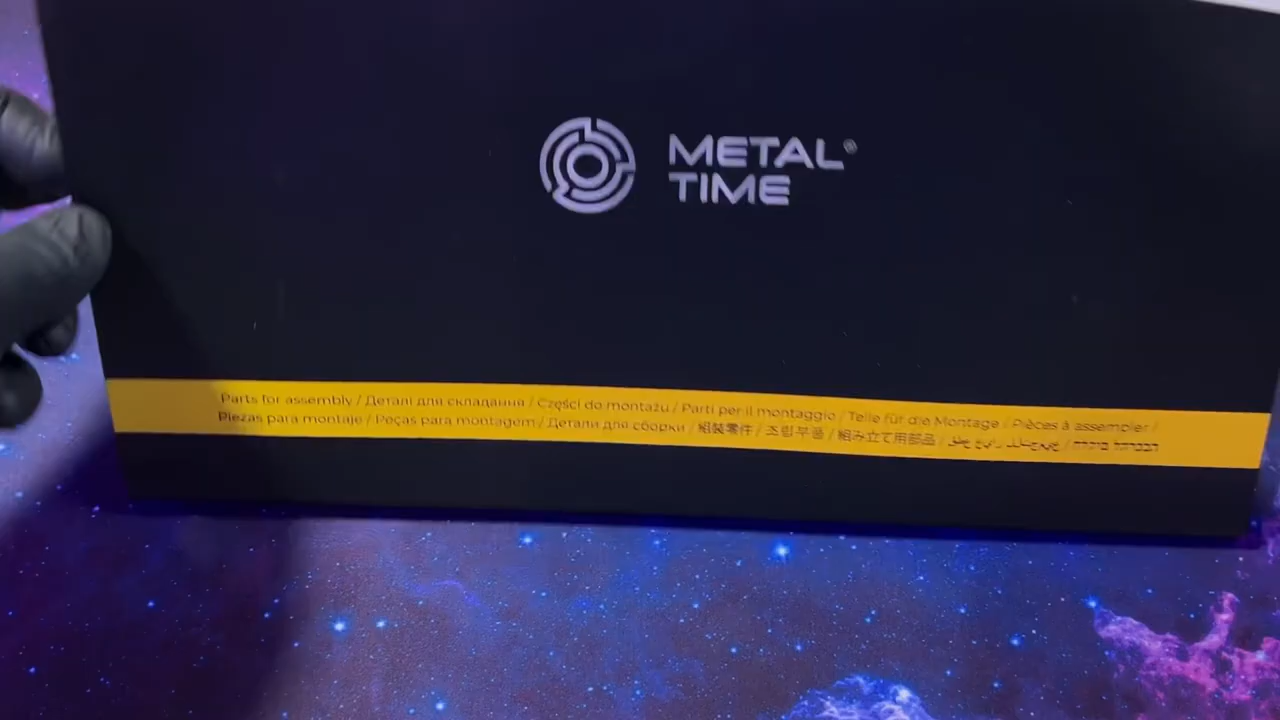 METAL®
TIME
Parts for assembly / Деталі для складання / Części do montażu / Parti per il montaggio / Teile für die Montage / Pièces à assembler /
Piezas para montaje / Peças para montagem / Детали для сборки / 組裝零件 / 조립 부품 / 組み立て用部品 /